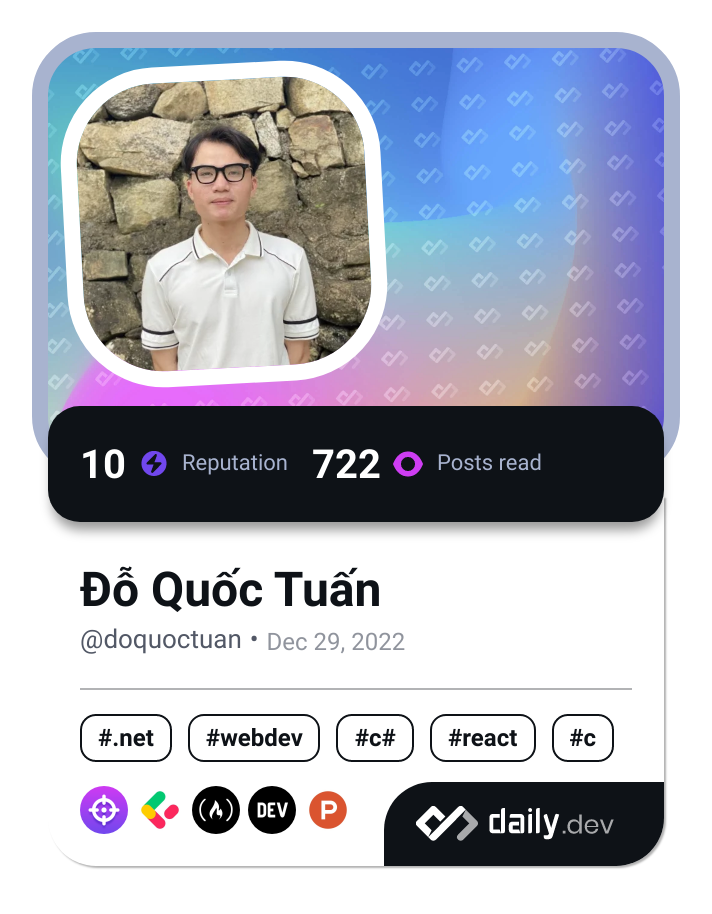 10 Reputation 722 Posts read
Đỗ Quốc Tuấn
@doquoctuan • Dec 29, 2022
#.net #webdev #c# #react #c
DEV P daily.dev